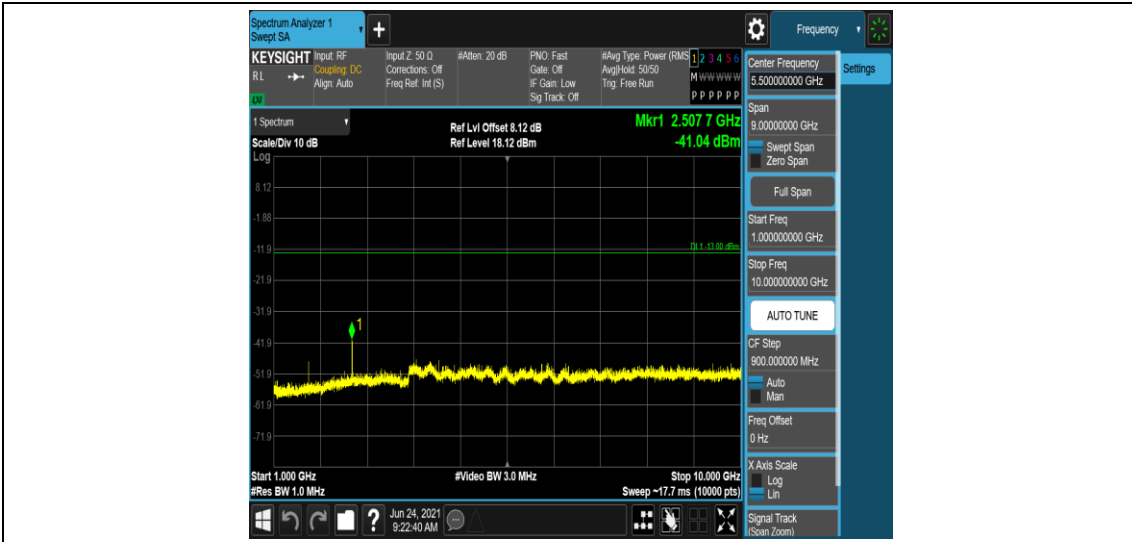 Spectrum Analyzer 1
Swept SA
+
Frequency
KEYSIGHT
RL
LXI
Input: RF
Coupling: DC
Align: Auto
Input Z: 50 Ω
Corrections: Off
Freq Ref: Int (S)
#Atten: 20 dB
PNO: Fast
Gate: Off
IF Gain: Low
Sig Track: Off
#Avg Type: Power (RMS
Avg|Hold: 50/50
Trig: Free Run
1 2 3 4 5 6
M W W W W W
P P P P P P
Center Frequency
5.500000000 GHz
Settings
Span
9.00000000 GHz
Swept Span
Zero Span
Full Span
Start Freq
1.000000000 GHz
Stop Freq
10.000000000 GHz
AUTO TUNE
CF Step
900.000000 MHz
Auto
Man
Freq Offset
0 Hz
X Axis Scale
Log
Lin
Signal Track
(Span Zoom)
1 Spectrum
Scale/Div 10 dB
Log
Ref Lvl Offset 8.12 dB
Ref Level 18.12 dBm
Mkr1 2.507 7 GHz
-41.04 dBm
8.12
-1.88
-11.9
DL1 -13.00 dBm
-21.9
-31.9
1
-41.9
-51.9
-61.9
-71.9
Start 1.000 GHz
#Res BW 1.0 MHz
#Video BW 3.0 MHz
Stop 10.000 GHz
Sweep ~17.7 ms (10000 pts)
?
Jun 24, 2021
9:22:40 AM